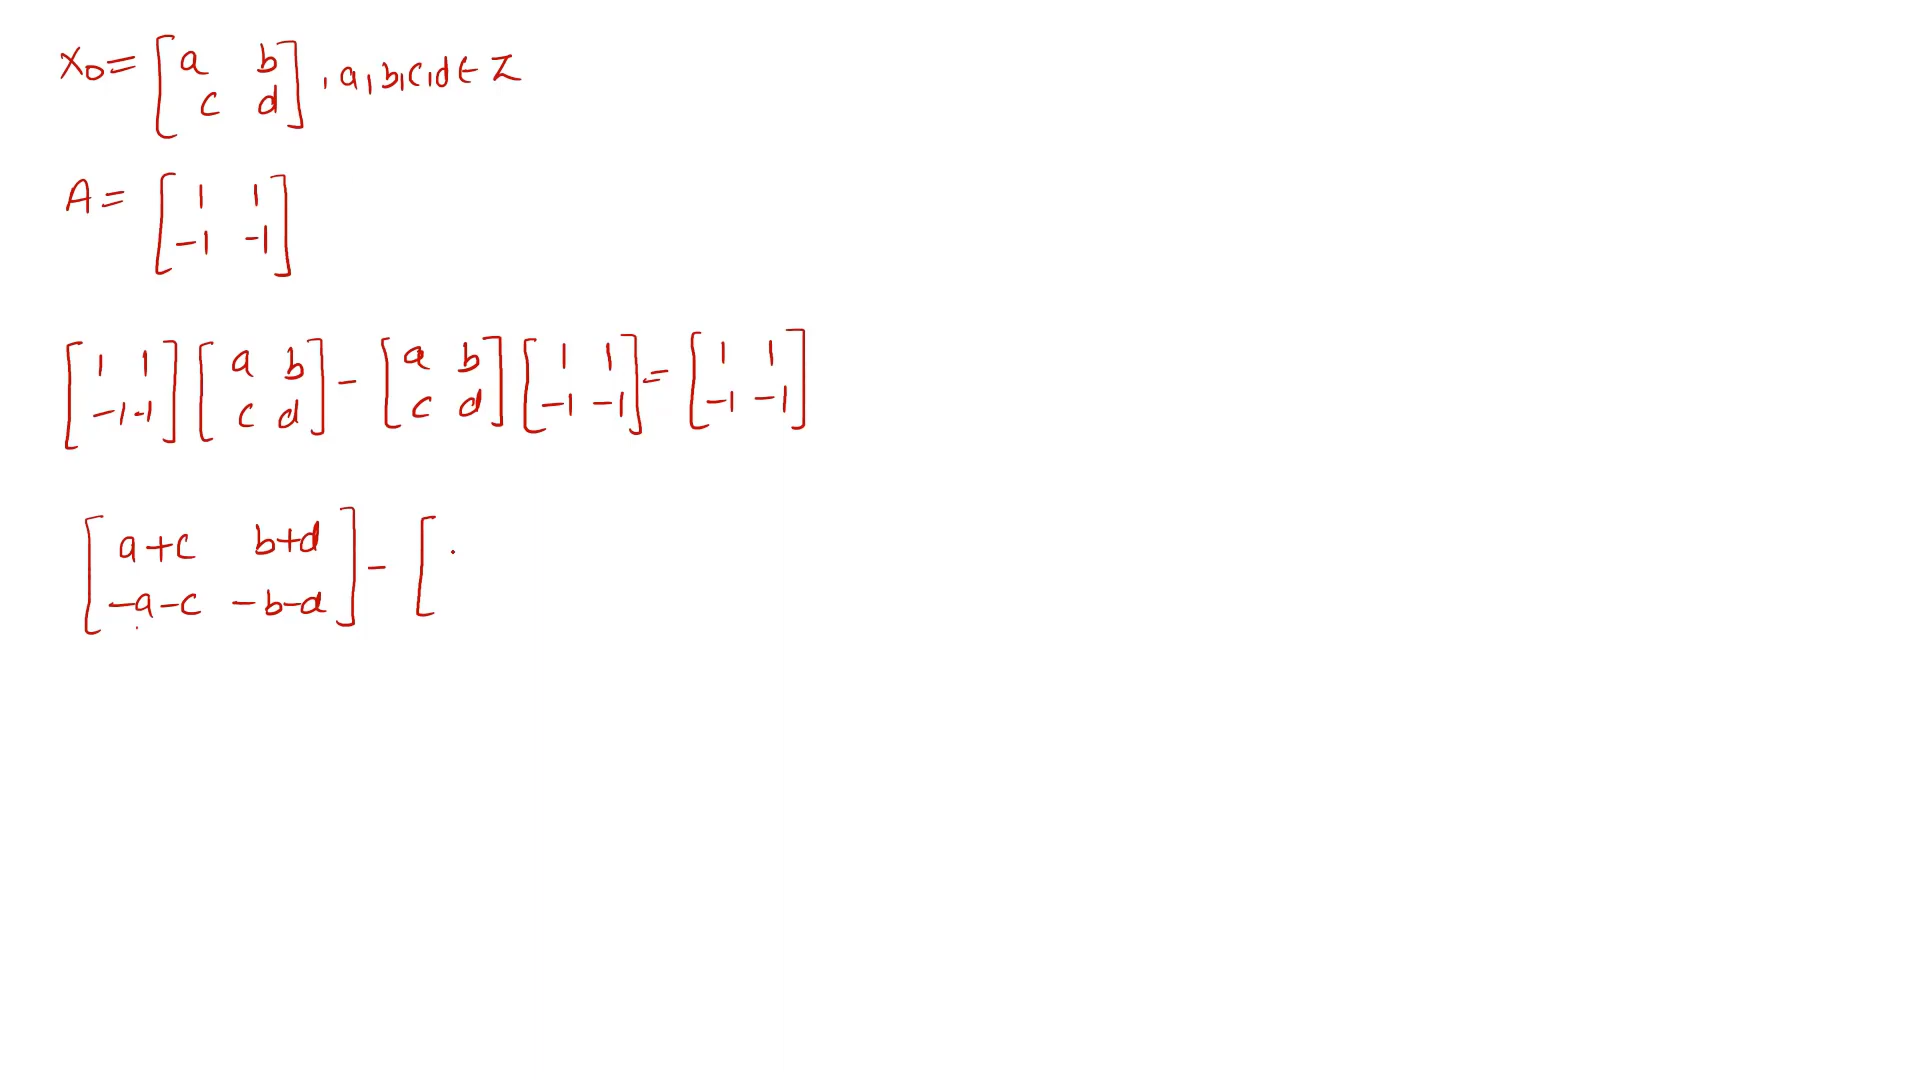 X₀ = [ a b ; c d ] , a, b, c, d ∈ Z
A = [ 1 1 ; -1 -1 ]
[ 1 1 ; -1 -1 ] [ a b ; c d ] - [ a b ; c d ] [ 1 1 ; -1 -1 ] = [ 1 1 ; -1 -1 ]
[ a+c b+d ; -a-c -b-d ] - [